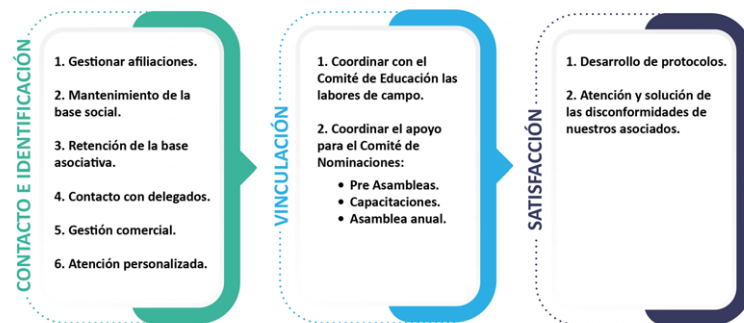 CONTACTO E IDENTIFICACIÓN
1. Gestionar afiliaciones.
2. Mantenimiento de la
base social.
3. Retención de la base
asociativa.
4. Contacto con delegados.
5. Gestión comercial.
6. Atención personalizada.
VINCULACIÓN
1. Coordinar con el
Comité de Educación las
labores de campo.
2. Coordinar el apoyo
para el Comité de
Nominaciones:
• Pre Asambleas.
• Capacitaciones.
• Asamblea anual.
SATISFACCIÓN
1. Desarrollo de protocolos.
2. Atención y solución de
las disconformidades de
nuestros asociados.